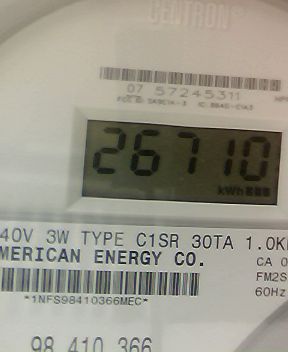 CENTRON
07 57245311
26710
kWh
40V 3W TYPE C1SR 30TA 1.0K
MERICAN ENERGY CO.
CA 0
FM2S
60Hz
*1NFS98410366MEC*
98 410 366